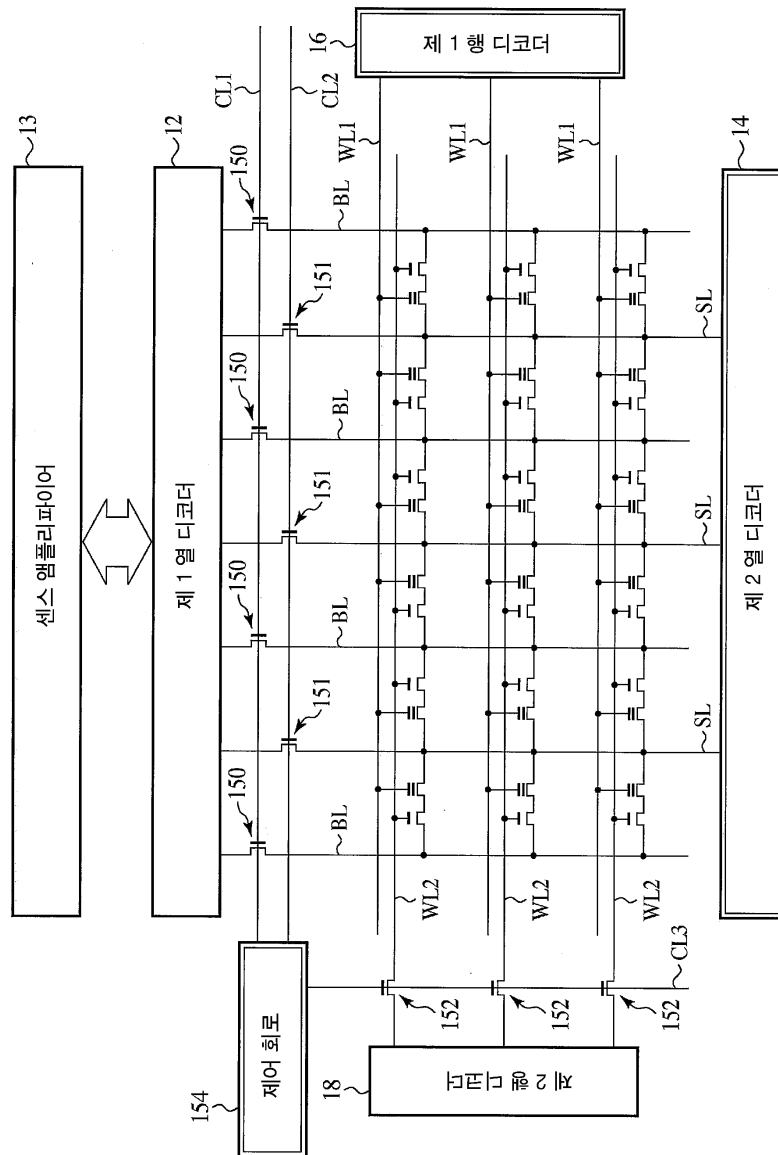 13
센스 앰플리파이어
12
제 1 열 디코더
16
제 1 행 디코더
CL1
CL2
150
150
150
150
151
151
151
BL
BL
BL
BL
WL1
WL1
WL1
WL2
WL2
WL2
SL
SL
SL
152
152
152
CL3
154
제어 회로
18
제 2 행 디코더
14
제 2 열 디코더